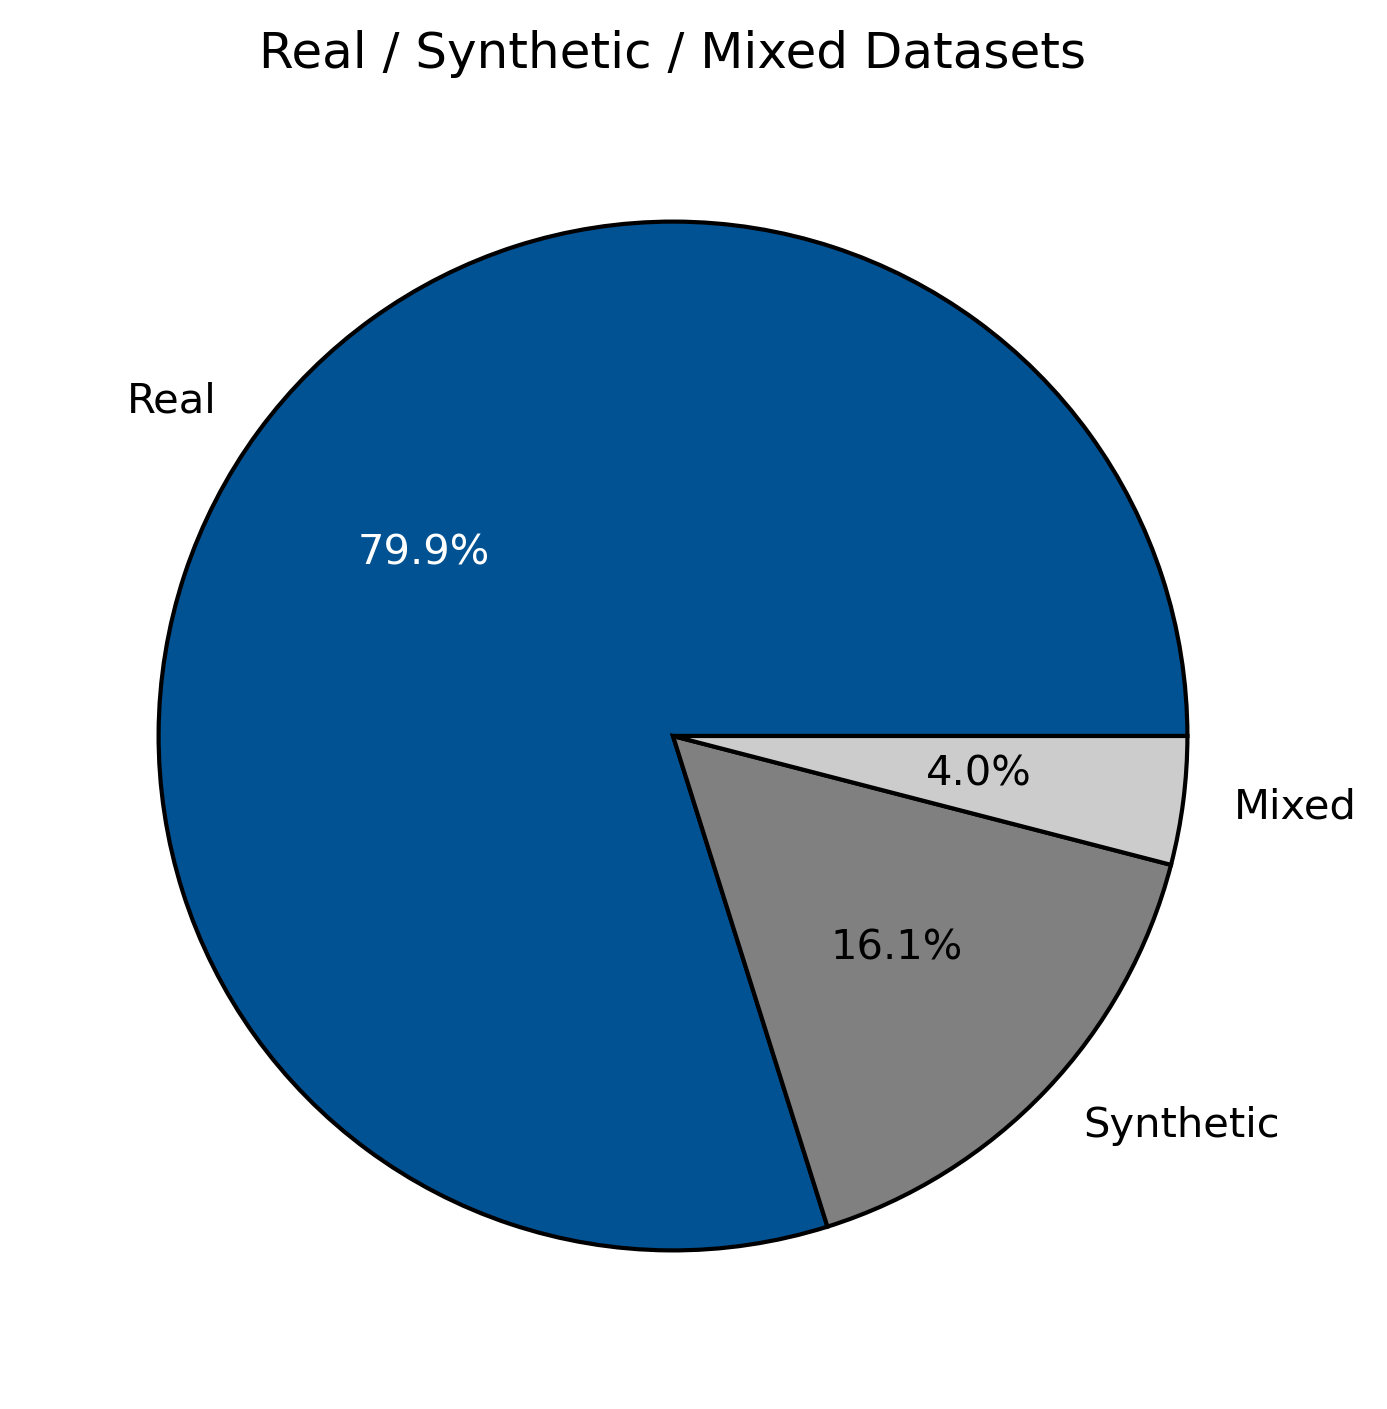 Real / Synthetic / Mixed Datasets
Real
79.9%
4.0%
Mixed
16.1%
Synthetic